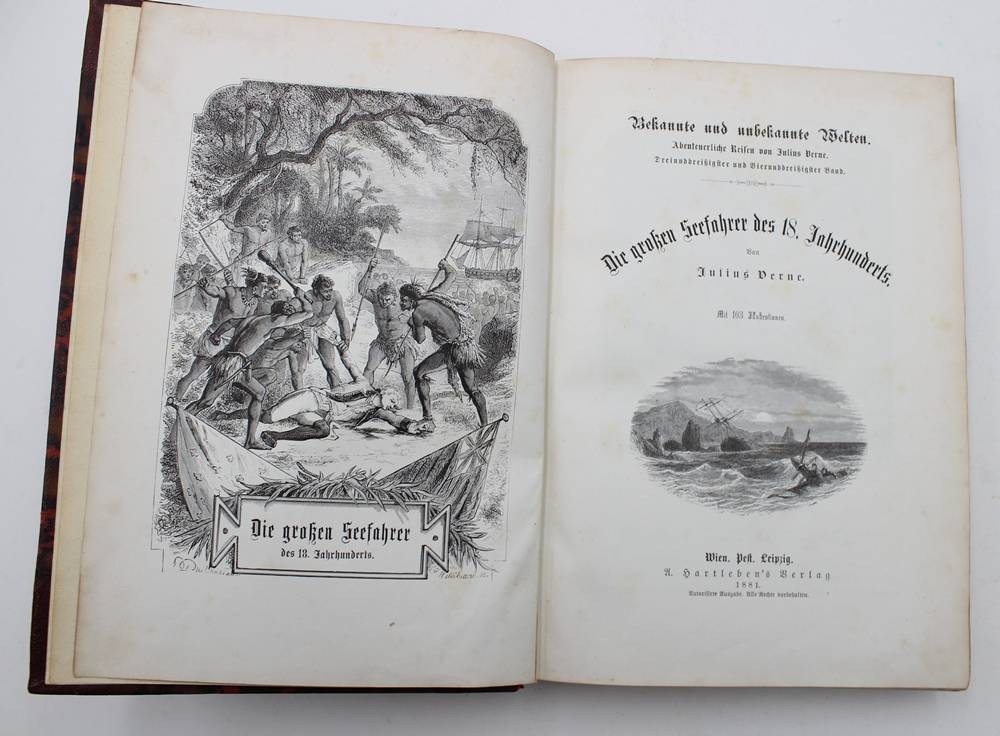 Die großen Seefahrer
des 18. Jahrhunderts.
Bekannte und unbekannte Welten.
Abenteuerliche Reisen von Julius Verne.
Dreiunddreißigster und Vierunddreißigster Band.
Die großen Seefahrer des 18. Jahrhunderts.
Von
Julius Verne.
Mit 103 Illustrationen.
Wien. Pest. Leipzig.
A. Hartleben's Verlag
1881.
Autorisirte Ausgabe. Alle Rechte vorbehalten.